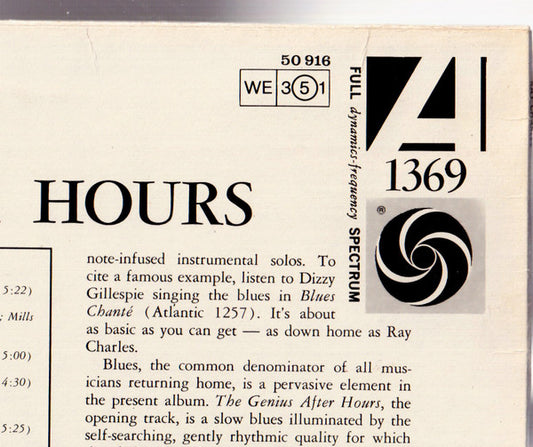 50 916
WE 3 5 1
FULL dynamics-frequency SPECTRUM
A
1369
®
HOURS
5:22)
; Mills
5:00)
4:30)
5:25)
note-infused instrumental solos. To
cite a famous example, listen to Dizzy
Gillespie singing the blues in Blues
Chanté (Atlantic 1257). It's about
as basic as you can get — as down home as Ray
Charles.
Blues, the common denominator of all mus-
icians returning home, is a pervasive element in
the present album. The Genius After Hours, the
opening track, is a slow blues illuminated by the
self-searching, gently rhythmic quality for which